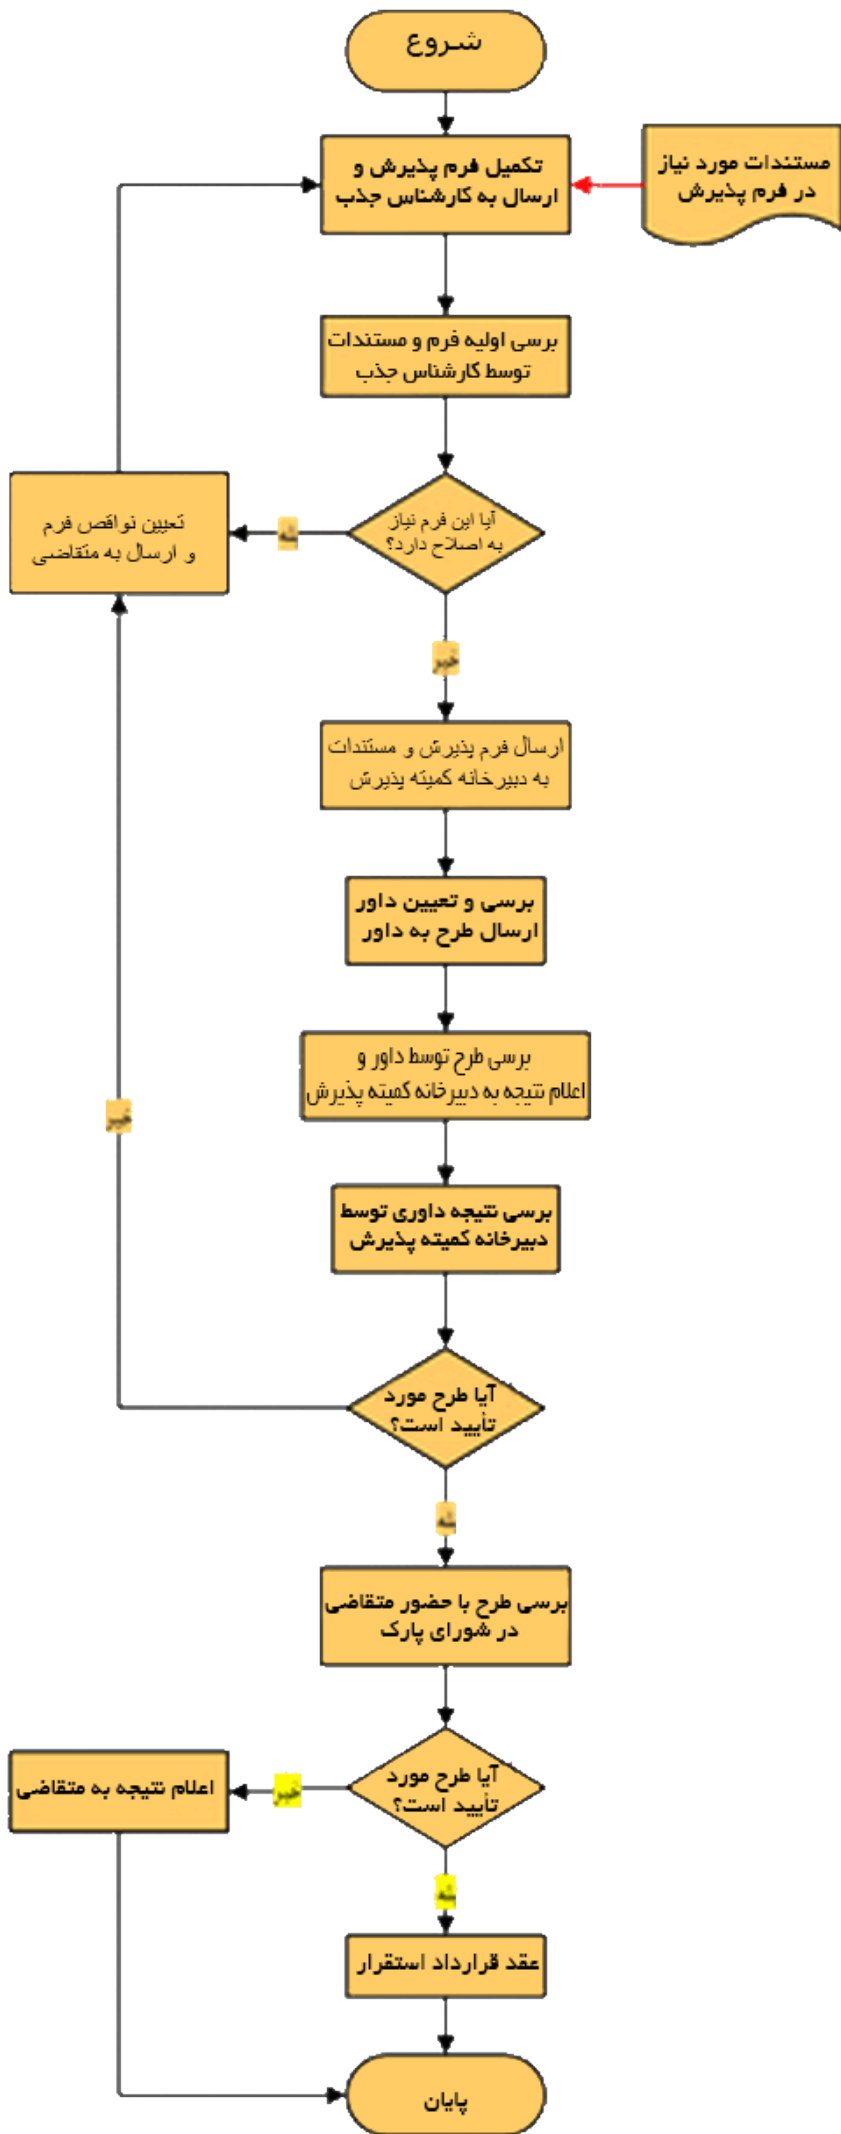 شروع
تکمیل فرم پذیرش و
ارسال به کارشناس جذب
مستندات مورد نیاز
در فرم پذیرش
برسی اولیه فرم و مستندات
توسط کارشناس جذب
آیا این فرم نیاز
به اصلاح دارد؟
تعیین نواقص فرم
و ارسال به متقاضی
خیر
ارسال فرم پذیرش و مستندات
به دبیرخانه کمیته پذیرش
برسی و تعیین داور
ارسال طرح به داور
برسی طرح توسط داور و
اعلام نتیجه به دبیرخانه کمیته پذیرش
خیر
برسی نتیجه داوری توسط
دبیرخانه کمیته پذیرش
آیا طرح مورد
تأیید است؟
برسی طرح با حضور متقاضی
در شورای پارک
آیا طرح مورد
تأیید است؟
خیر
اعلام نتیجه به متقاضی
عقد قرارداد استقرار
پایان